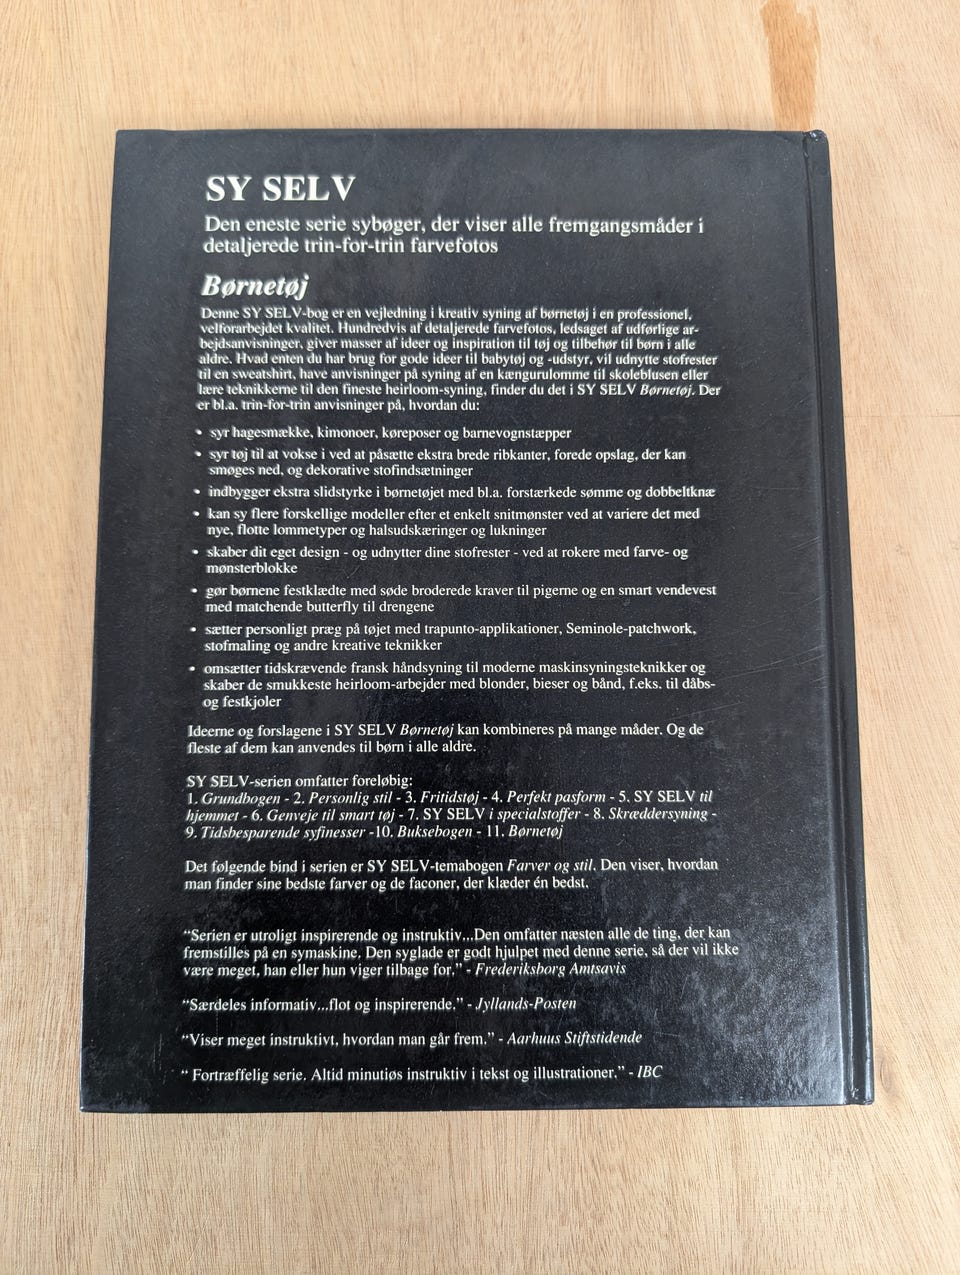 SY SELV
Den eneste serie sybøger, der viser alle fremgangsmåder i
detaljerede trin-for-trin farvefotos
Børnetøj
Denne SY SELV-bog er en vejledning i kreativ syning af børnetøj i en professionel,
velforarbejdet kvalitet. Hundredvis af detaljerede farvefotos, ledsaget af udførlige ar-
bejdsanvisninger, giver masser af ideer og inspiration til tøj og tilbehør til børn i alle
aldre. Hvad enten du har brug for gode ideer til babytøj og -udstyr, vil udnytte stofrester
til en sweatshirt, have anvisninger på syning af en kængurulomme til skoleblusen eller
lære teknikkerne til den fineste heirloom-syning, finder du det i SY SELV Børnetøj. Der
er bl.a. trin-for-trin anvisninger på, hvordan du:
• syr hagesmække, kimonoer, køreposer og barnevognstæpper
• syr tøj til at vokse i ved at påsætte ekstra brede ribkanter, forede opslag, der kan
smøges ned, og dekorative stofindsætninger
• indbygger ekstra slidstyrke i børnetøjet med bl.a. forstærkede sømme og dobbeltknæ
• kan sy flere forskellige modeller efter et enkelt snitmønster ved at variere det med
nye, flotte lommetyper og halsudskæringer og lukninger
• skaber dit eget design - og udnytter dine stofrester - ved at rokere med farve- og
mønsterblokke
• gør børnene festklædte med søde broderede kraver til pigerne og en smart vendevest
med matchende butterfly til drengene
• sætter personligt præg på tøjet med trapunto-applikationer, Seminole-patchwork,
stofmaling og andre kreative teknikker
• omsætter tidskrævende fransk håndsyning til moderne maskinsyningsteknikker og
skaber de smukkeste heirloom-arbejder med blonder, bieser og bånd, f.eks. til dåbs-
og festkjoler
Ideerne og forslagene i SY SELV Børnetøj kan kombineres på mange måder. Og de
fleste af dem kan anvendes til børn i alle aldre.
SY SELV-serien omfatter foreløbig:
1. Grundbogen - 2. Personlig stil - 3. Fritidstøj - 4. Perfekt pasform - 5. SY SELV til
hjemmet - 6. Genveje til smart tøj - 7. SY SELV i specialstoffer - 8. Skræddersyning -
9. Tidsbesparende syfinesser -10. Buksebogen - 11. Børnetøj
Det følgende bind i serien er SY SELV-temabogen Farver og stil. Den viser, hvordan
man finder sine bedste farver og de faconer, der klæder én bedst.
“Serien er utroligt inspirerende og instruktiv...Den omfatter næsten alle de ting, der kan
fremstilles på en symaskine. Den syglade er godt hjulpet med denne serie, så der vil ikke
være meget, han eller hun viger tilbage for.” - Frederiksborg Amtsavis
“Særdeles informativ...flot og inspirerende.” - Jyllands-Posten
“Viser meget instruktivt, hvordan man går frem.” - Aarhuus Stiftstidende
“ Fortræffelig serie. Altid minutiøs instruktiv i tekst og illustrationer.” - IBC